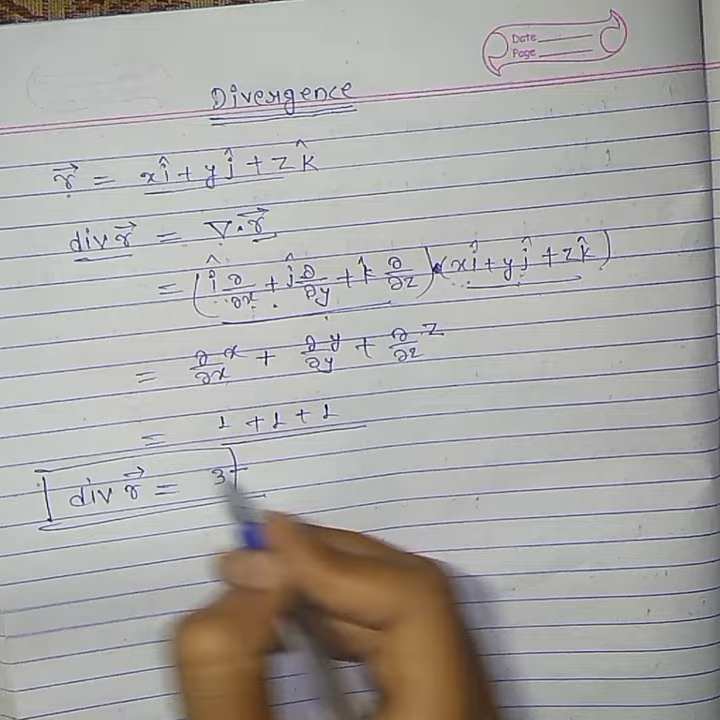 Date
Page
Divergence
r⃗ = xî + yĵ + zk̂
div r⃗ = ∇·r⃗
= (î ∂/∂x + ĵ ∂/∂y + k̂ ∂/∂z)·(xî + yĵ + zk̂)
= ∂/∂x x + ∂/∂y y + ∂/∂z z
= 1 + 1 + 1
div r⃗ = 3